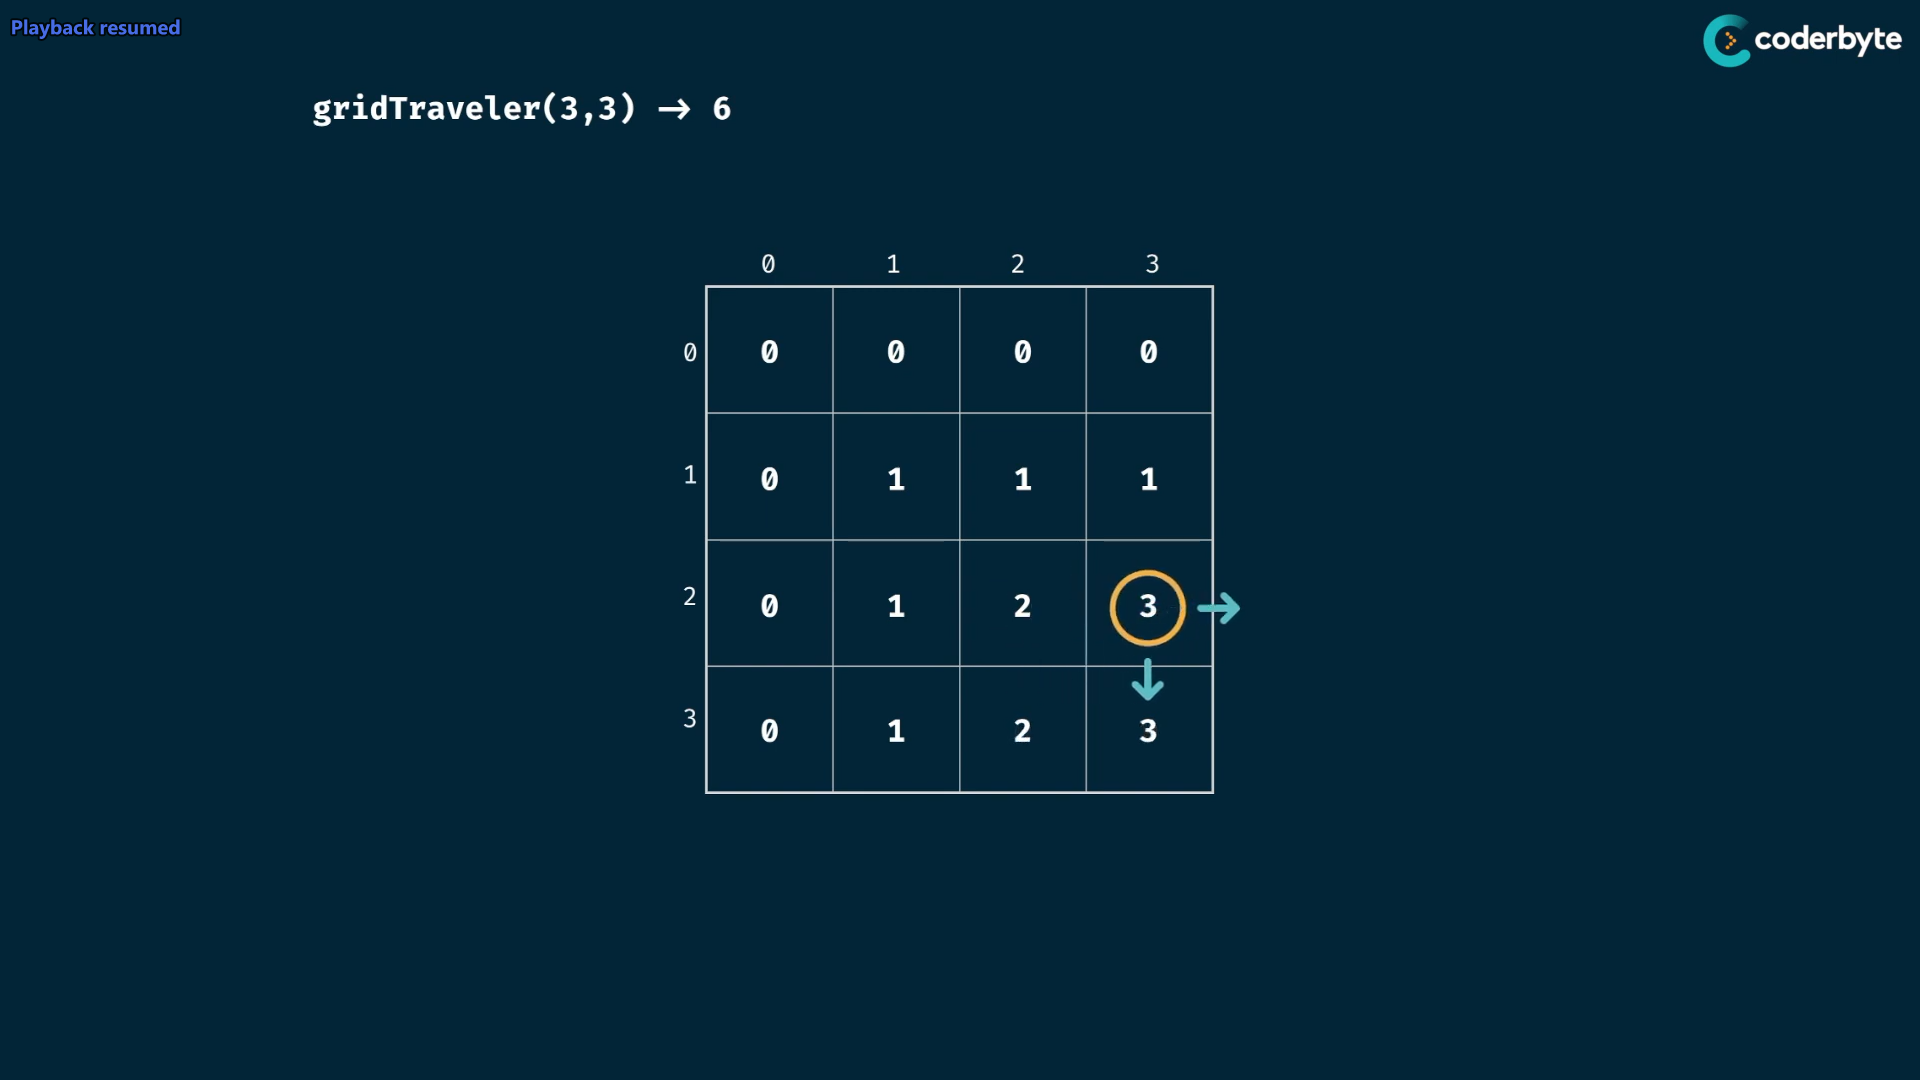 Playback resumed
coderbyte
gridTraveler(3,3) → 6
0 1 2 3
0 0 0 0 0
1 0 1 1 1
2 0 1 2 3
3 0 1 2 3